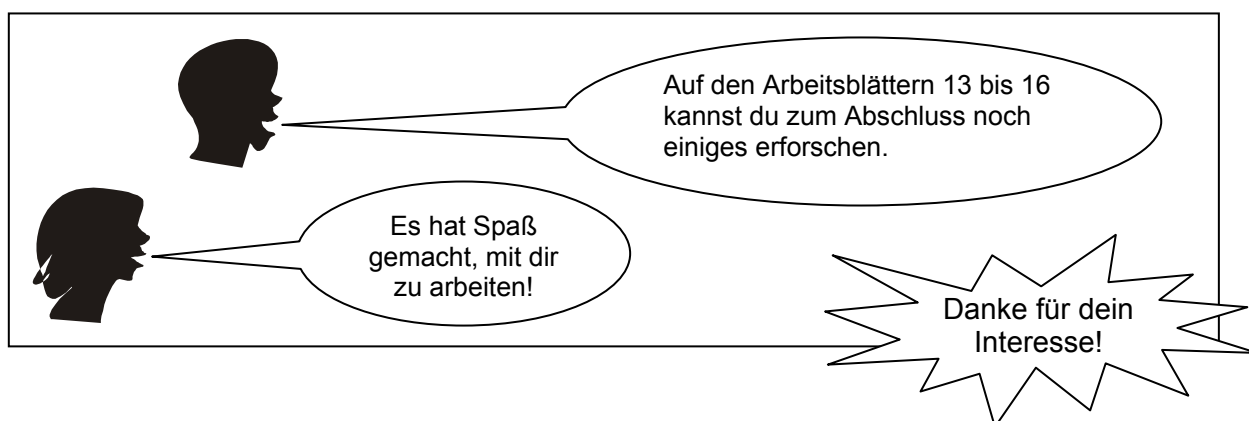 Auf den Arbeitsblättern 13 bis 16
kannst du zum Abschluss noch
einiges erforschen.
Es hat Spaß
gemacht, mit dir
zu arbeiten!
Danke für dein
Interesse!